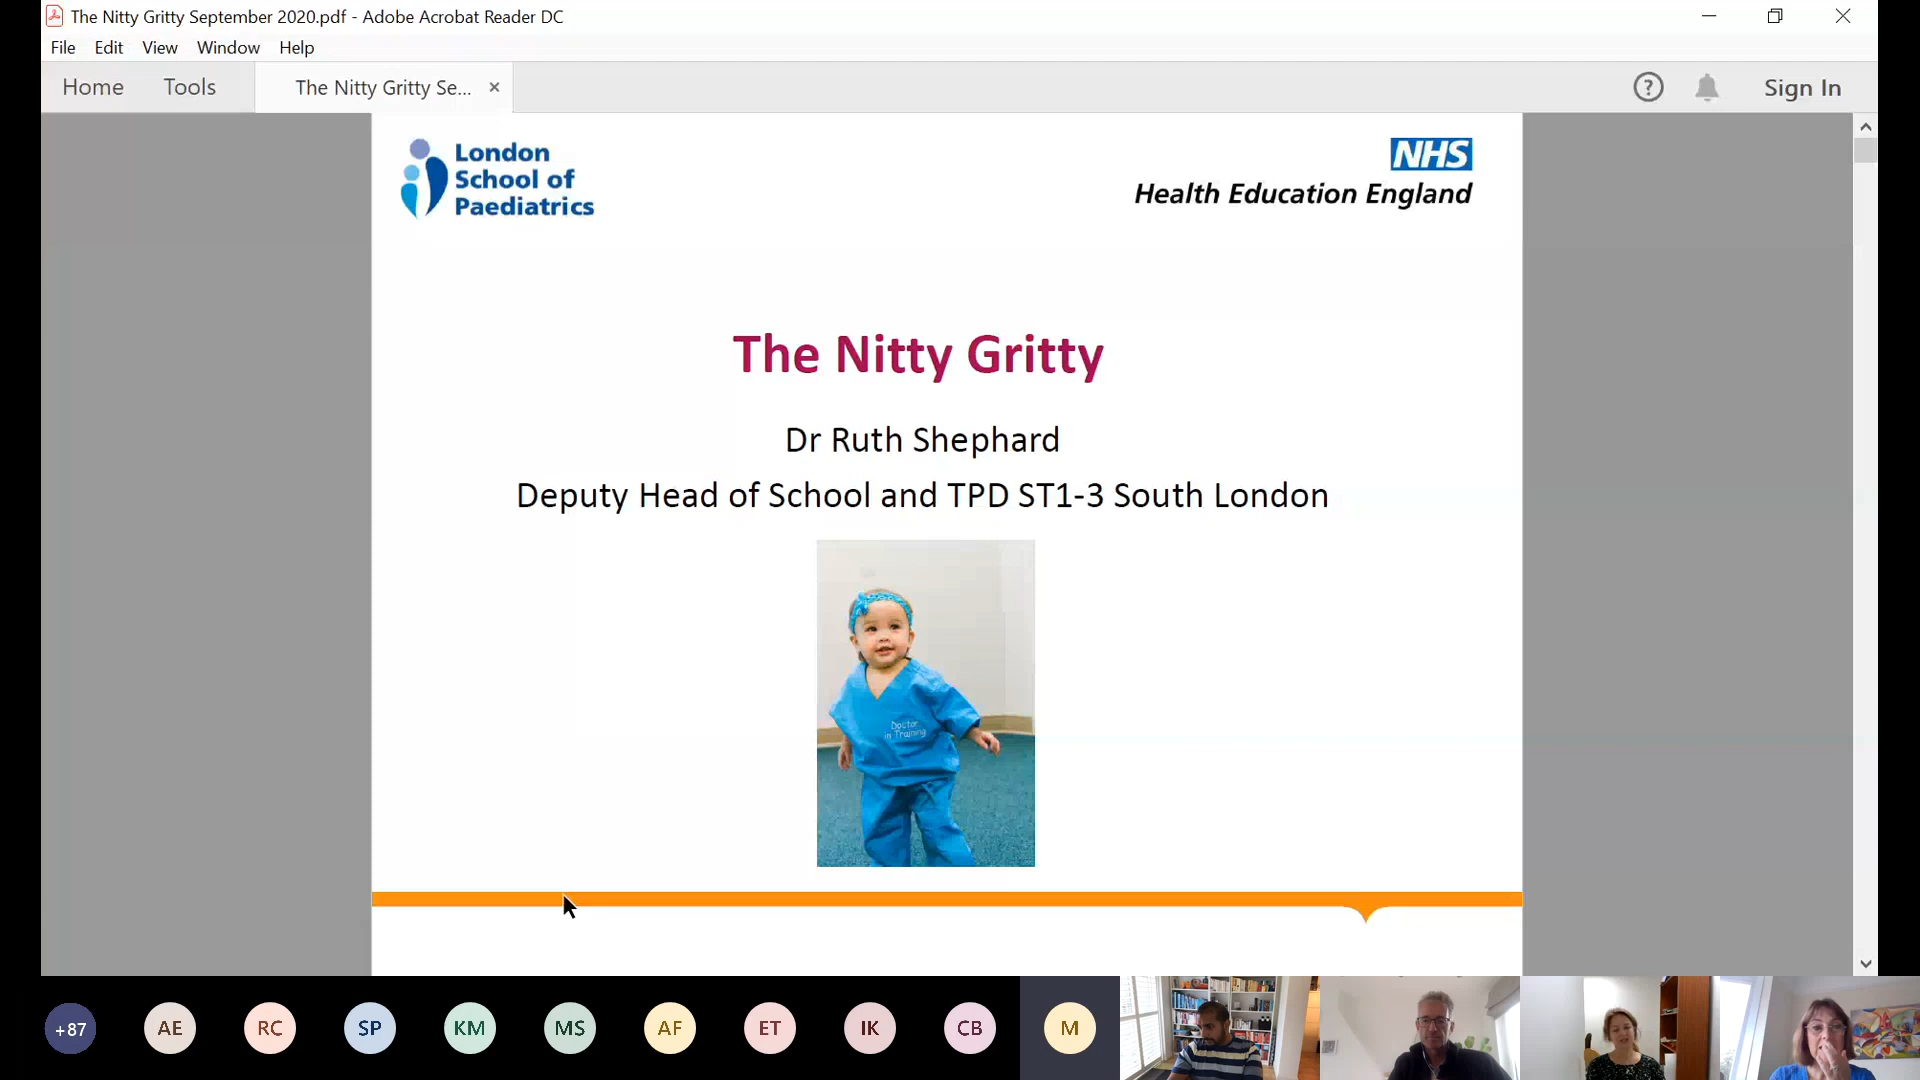 The Nitty Gritty September 2020.pdf - Adobe Acrobat Reader DC
File Edit View Window Help
Home Tools The Nitty Gritty Se... × ? Sign In
London
School of
Paediatrics
NHS
Health Education England
The Nitty Gritty
Dr Ruth Shephard
Deputy Head of School and TPD ST1-3 South London
Doctor
in Training
+87 AE RC SP KM MS AF ET IK CB M